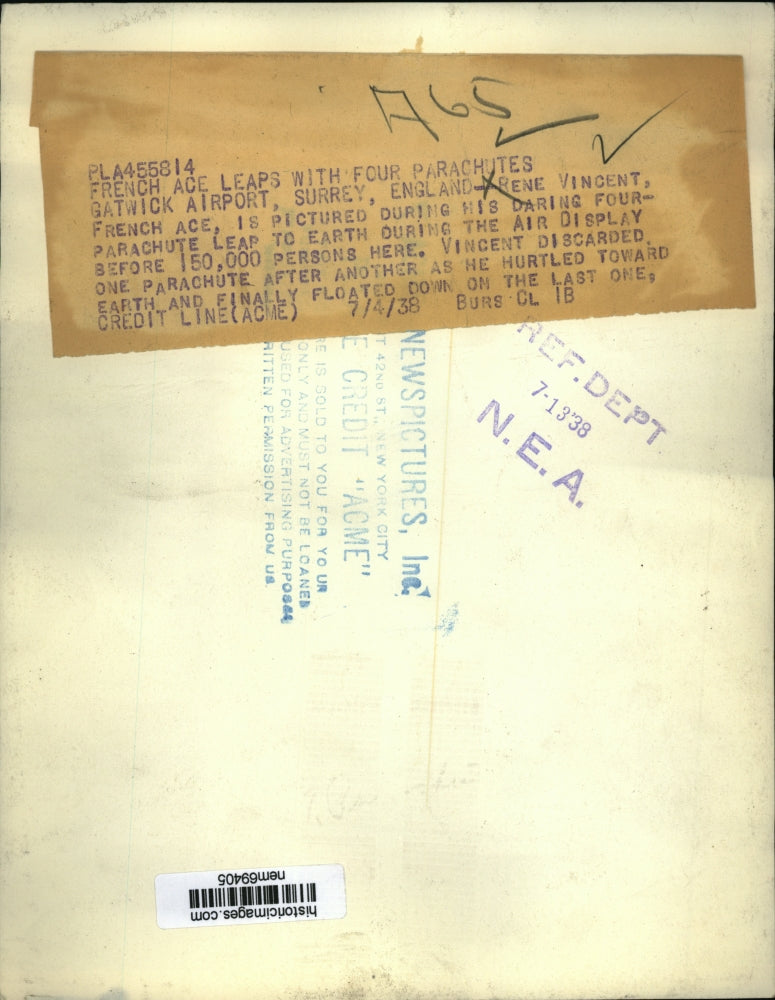 A65
PLA455814
FRENCH ACE LEAPS WITH FOUR PARACHUTES
GATWICK AIRPORT, SURREY, ENGLAND--RENE VINCENT,
FRENCH ACE, IS PICTURED DURING HIS DARING FOUR-
PARACHUTE LEAP TO EARTH DURING THE AIR DISPLAY
BEFORE 150,000 PERSONS HERE. VINCENT DISCARDED
ONE PARACHUTE AFTER ANOTHER AS HE HURTLED TOWARD
EARTH AND FINALLY FLOATED DOWN ON THE LAST ONE,
CREDIT LINE(ACME) 7/4/38 BURS CL IB
REF. DEPT
7-13'38
N. E. A.
NEWSPICTURES, Inc.
T 42ND ST., NEW YORK CITY
E CREDIT "ACME"
RE IS SOLD TO YOU FOR YOUR
ONLY AND MUST NOT BE LOANED
USED FOR ADVERTISING PURPOSES
RITTEN PERMISSION FROM US.
historicimages.com
nem69405